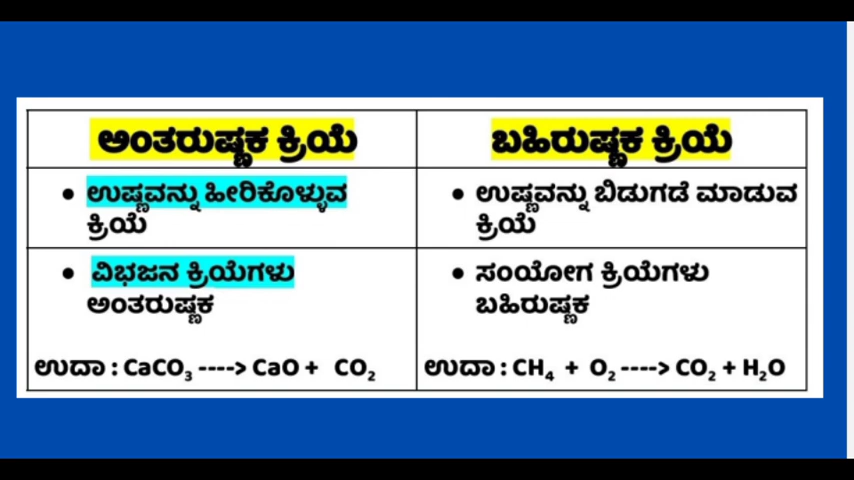 ಅಂತರುಷ್ಣಕ ಕ್ರಿಯೆ
ಬಹಿರುಷ್ಣಕ ಕ್ರಿಯೆ
• ಉಷ್ಣವನ್ನು ಹೀರಿಕೊಳ್ಳುವ
ಕ್ರಿಯೆ
• ಉಷ್ಣವನ್ನು ಬಿಡುಗಡೆ ಮಾಡುವ
ಕ್ರಿಯೆ
• ವಿಭಜನ ಕ್ರಿಯೆಗಳು
ಅಂತರುಷ್ಣಕ
ಉದಾ : CaCO₃ ----> CaO + CO₂
• ಸಂಯೋಗ ಕ್ರಿಯೆಗಳು
ಬಹಿರುಷ್ಣಕ
ಉದಾ : CH₄ + O₂ ----> CO₂ + H₂O